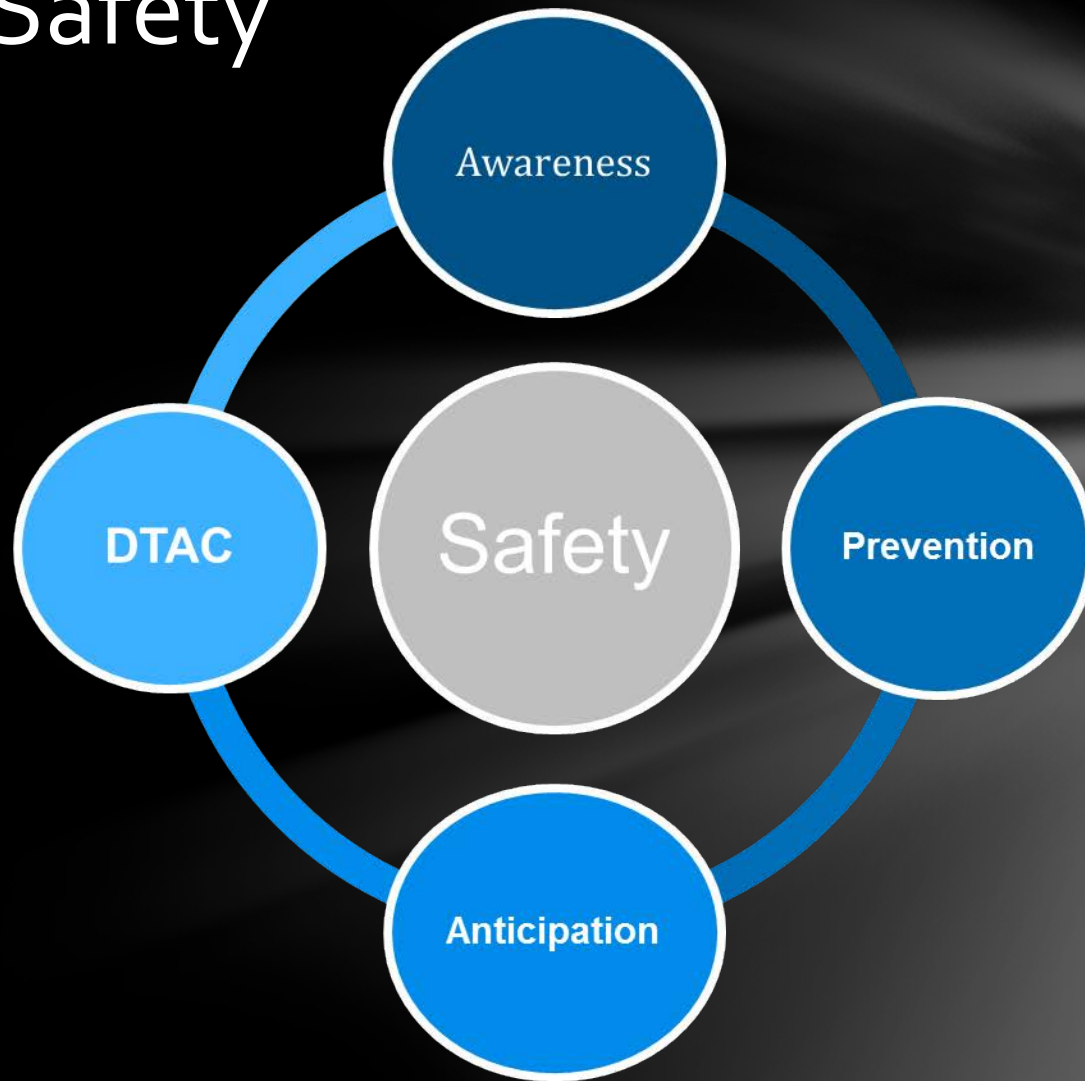 Safety
Awareness
DTAC
Safety
Prevention
Anticipation